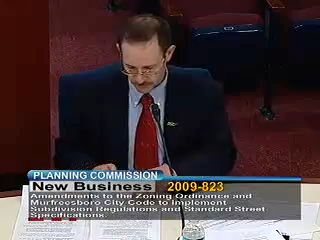 PLANNING COMMISSION
New Business 2009-823
Amendments to the Zoning Ordinance and
Murfreesboro City Code to implement
Subdivision Regulations and Standard Street
Specifications.